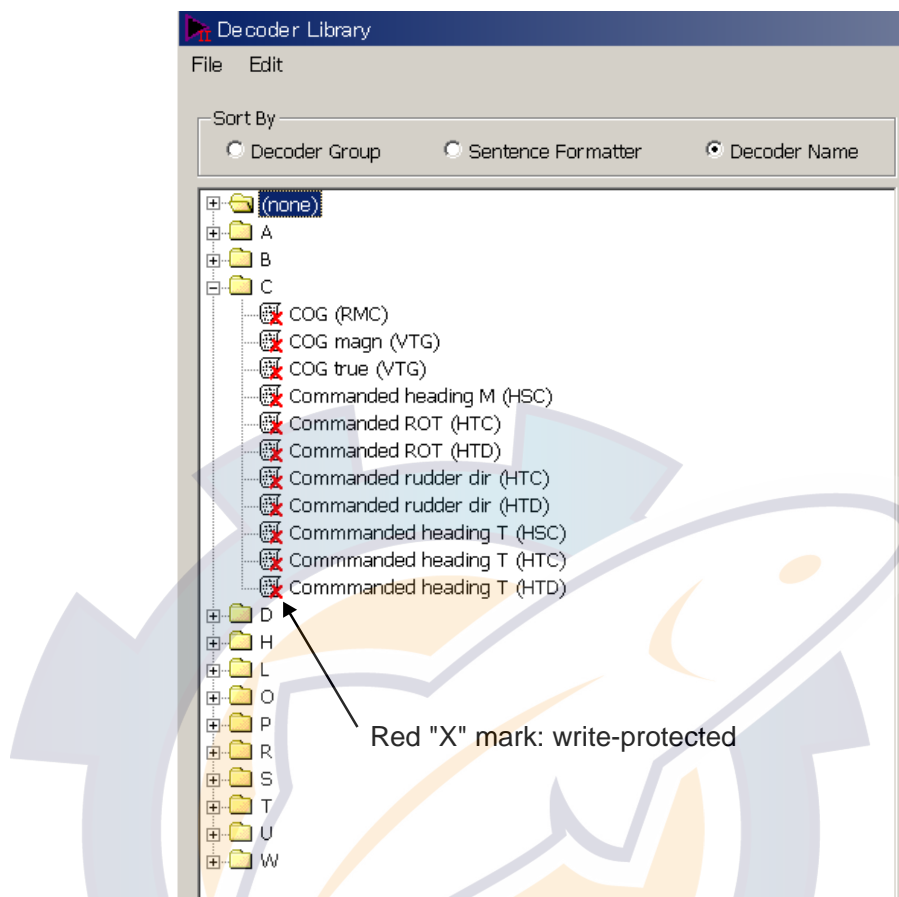 Decoder Library
File Edit
Sort By
Decoder Group Sentence Formatter Decoder Name
(none)
A
B
C
COG (RMC)
COG magn (VTG)
COG true (VTG)
Commanded heading M (HSC)
Commanded ROT (HTC)
Commanded ROT (HTD)
Commanded rudder dir (HTC)
Commanded rudder dir (HTD)
Commmanded heading T (HSC)
Commmanded heading T (HTC)
Commmanded heading T (HTD)
D
H
L
O
P
Red "X" mark: write-protected
R
S
T
U
W